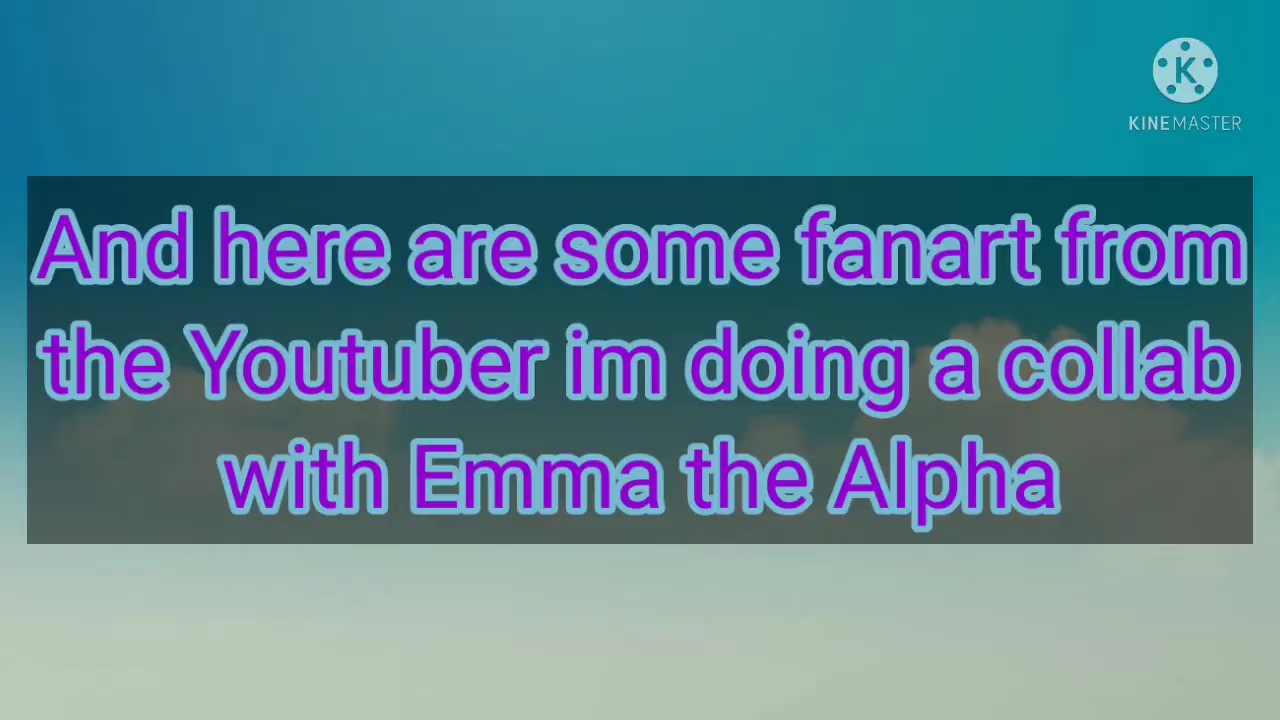 K
KINEMASTER
And here are some fanart from
the Youtuber im doing a collab
with Emma the Alpha